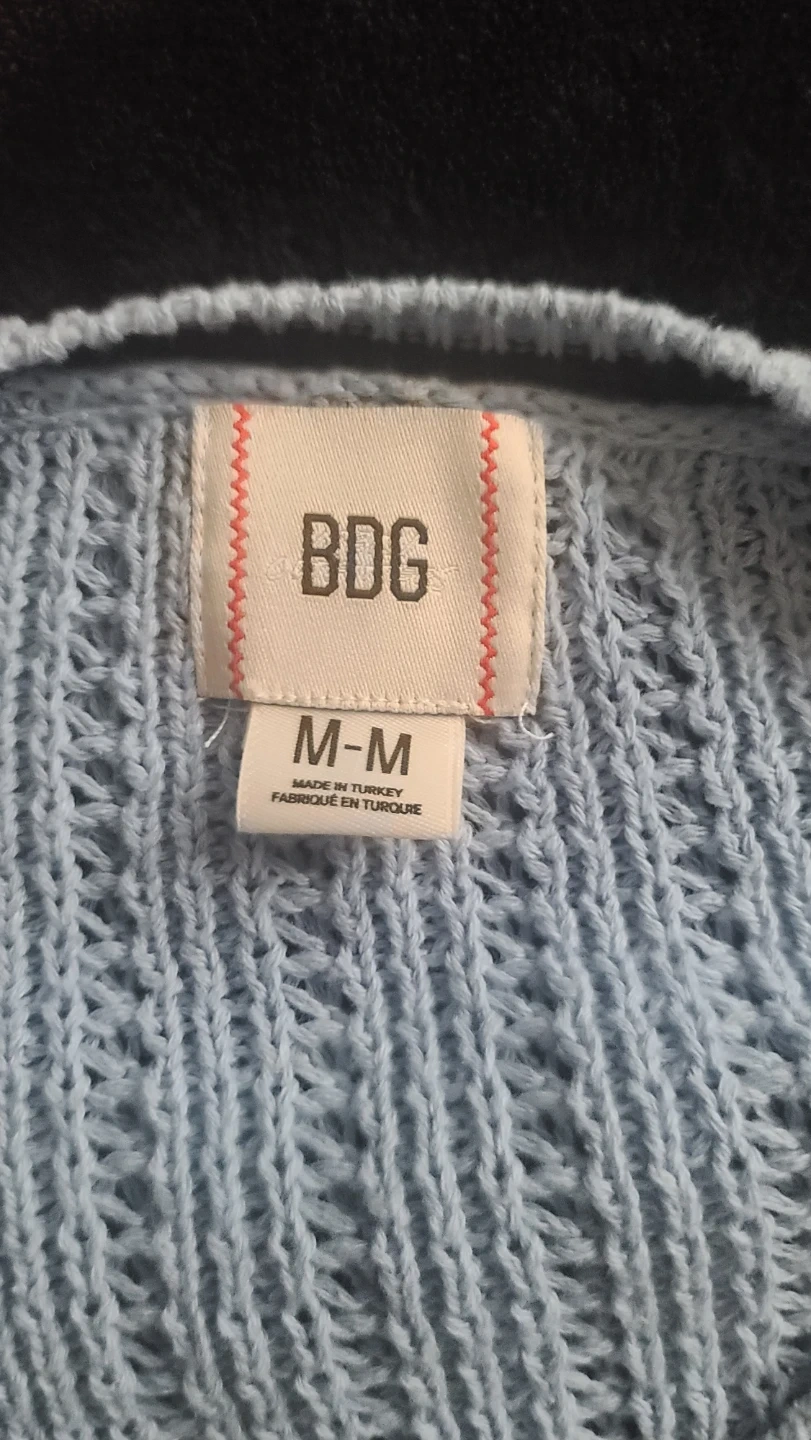 BDG
M-M
MADE IN TURKEY
FABRIQUÉ EN TURQUIE